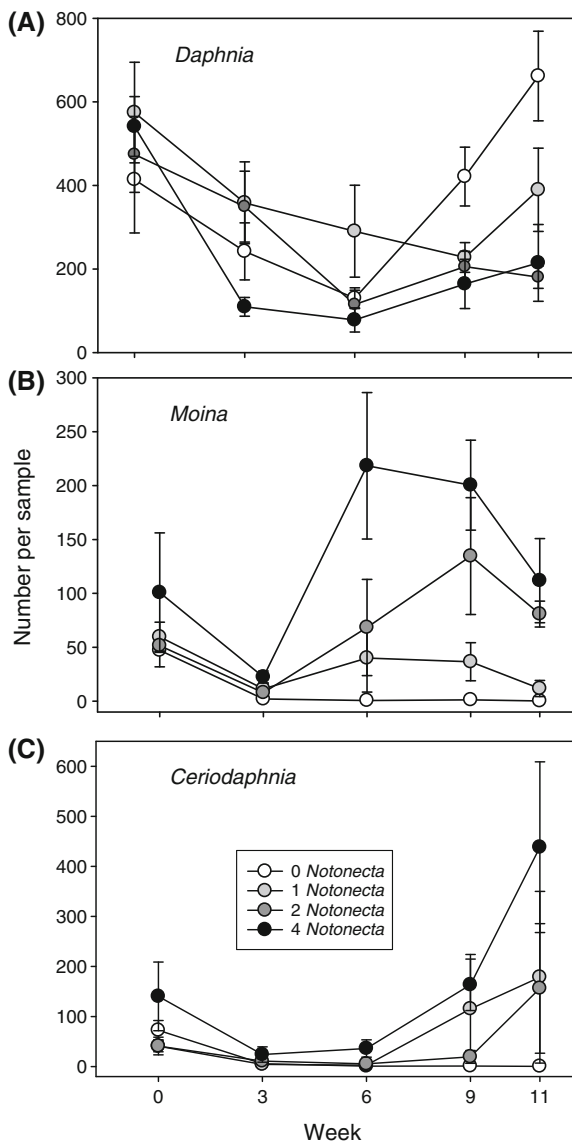 (A)
Daphnia
800
600
400
200
0
(B)
Moina
300
250
200
150
100
50
0
Number per sample
(C)
Ceriodaphnia
600
500
400
300
200
100
0
0 Notonecta
1 Notonecta
2 Notonecta
4 Notonecta
0 3 6 9 11
Week